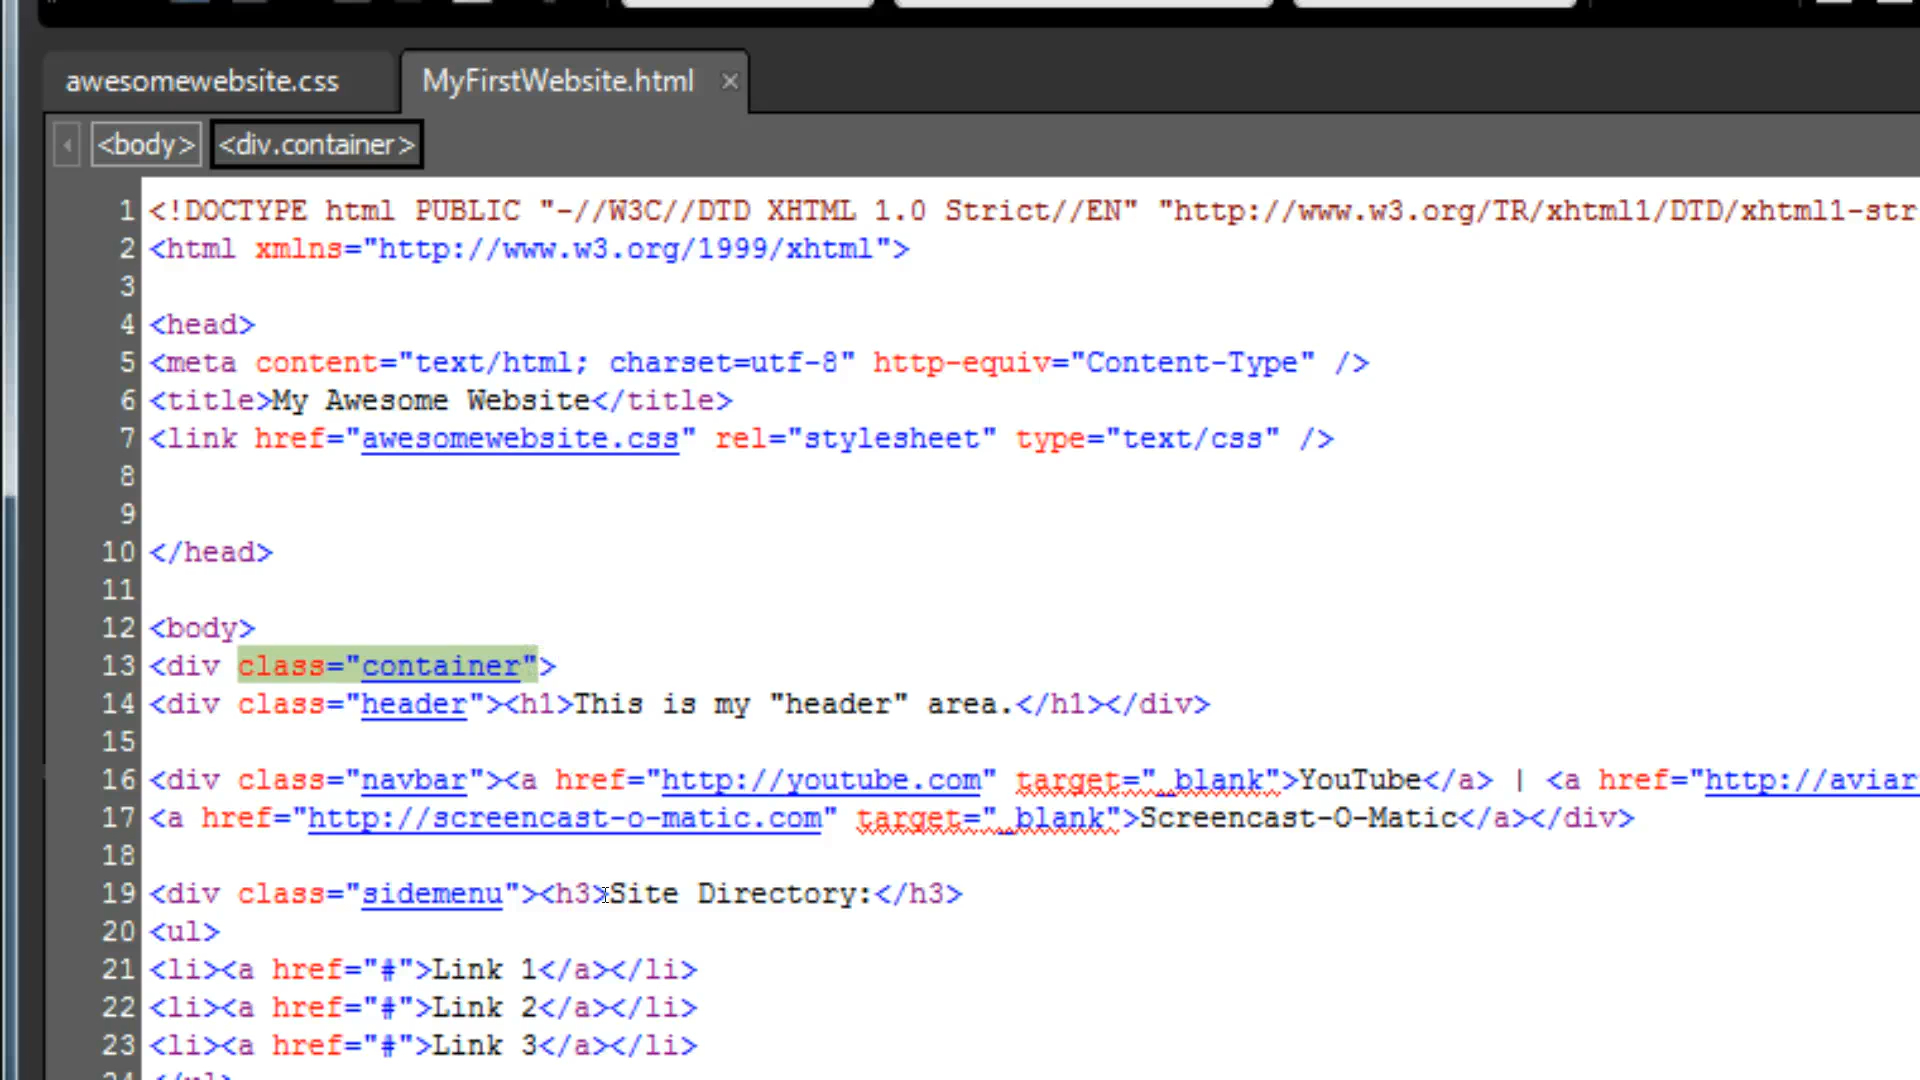 awesomewebsite.css MyFirstWebsite.html ×
<body> <div.container>
1 <!DOCTYPE html PUBLIC "-//W3C//DTD XHTML 1.0 Strict//EN" "http://www.w3.org/TR/xhtml1/DTD/xhtml1-str
2 <html xmlns="http://www.w3.org/1999/xhtml">
3
4 <head>
5 <meta content="text/html; charset=utf-8" http-equiv="Content-Type" />
6 <title>My Awesome Website</title>
7 <link href="awesomewebsite.css" rel="stylesheet" type="text/css" />
8
9
10 </head>
11
12 <body>
13 <div class="container">
14 <div class="header"><h1>This is my "header" area.</h1></div>
15
16 <div class="navbar"><a href="http://youtube.com" target="_blank">YouTube</a> | <a href="http://aviar
17 <a href="http://screencast-o-matic.com" target="_blank">Screencast-O-Matic</a></div>
18
19 <div class="sidemenu"><h3>Site Directory:</h3>
20 <ul>
21 <li><a href="#">Link 1</a></li>
22 <li><a href="#">Link 2</a></li>
23 <li><a href="#">Link 3</a></li>
24 </ul>